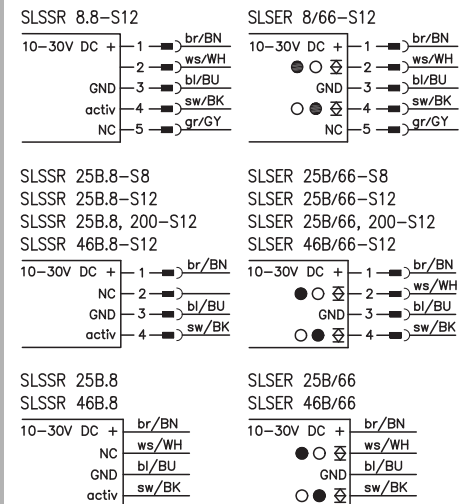 SLSSR 8.8-S12
10-30V DC + 1 br/BN
2 ws/WH
GND 3 bl/BU
activ 4 sw/BK
NC 5 gr/GY
SLSER 8/66-S12
10-30V DC + 1 br/BN
2 ws/WH
GND 3 bl/BU
4 sw/BK
NC 5 gr/GY
SLSSR 25B.8-S8
SLSSR 25B.8-S12
SLSSR 25B.8, 200-S12
SLSSR 46B.8-S12
10-30V DC + 1 br/BN
NC 2
GND 3 bl/BU
activ 4 sw/BK
SLSER 25B/66-S8
SLSER 25B/66-S12
SLSER 25B/66, 200-S12
SLSER 46B/66-S12
10-30V DC + 1 br/BN
2 ws/WH
GND 3 bl/BU
4 sw/BK
SLSSR 25B.8
SLSSR 46B.8
10-30V DC + br/BN
NC ws/WH
GND bl/BU
activ sw/BK
SLSER 25B/66
SLSER 46B/66
10-30V DC + br/BN
ws/WH
GND bl/BU
sw/BK